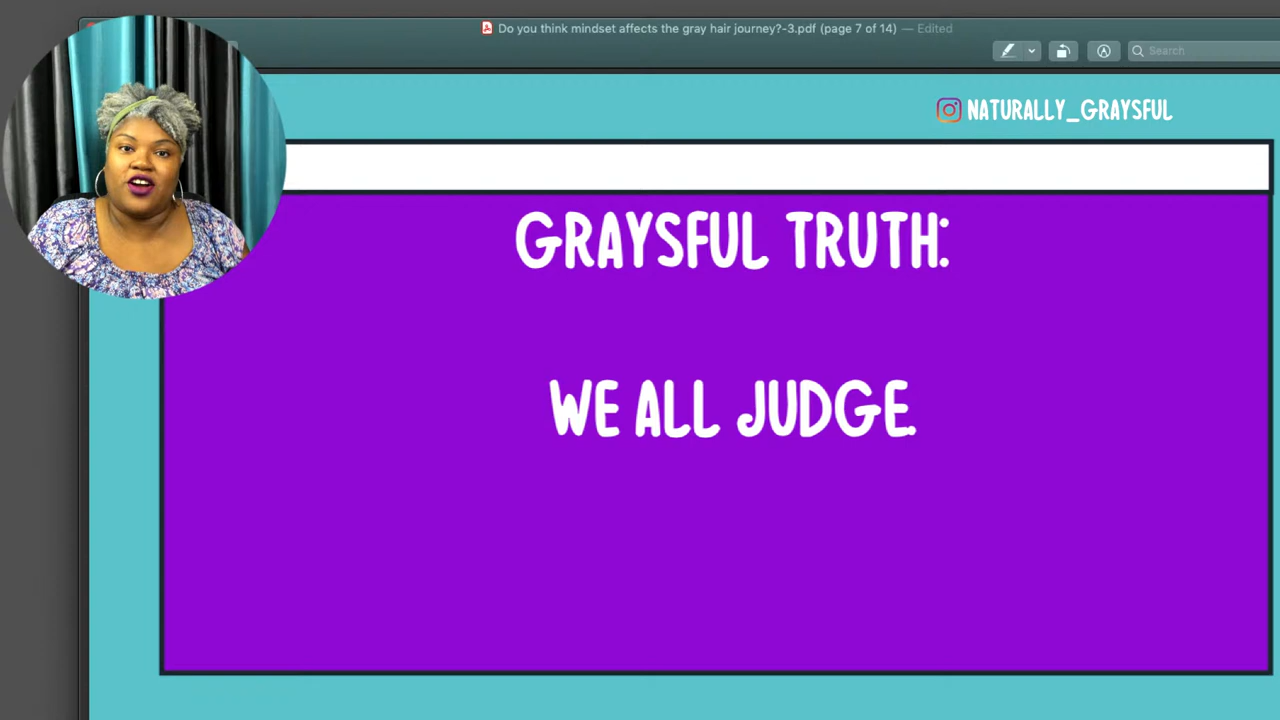 Do you think mindset affects the gray hair journey?-3.pdf (page 7 of 14) — Edited
Search
NATURALLY_GRAYSFUL
GRAYSFUL TRUTH:
WE ALL JUDGE.